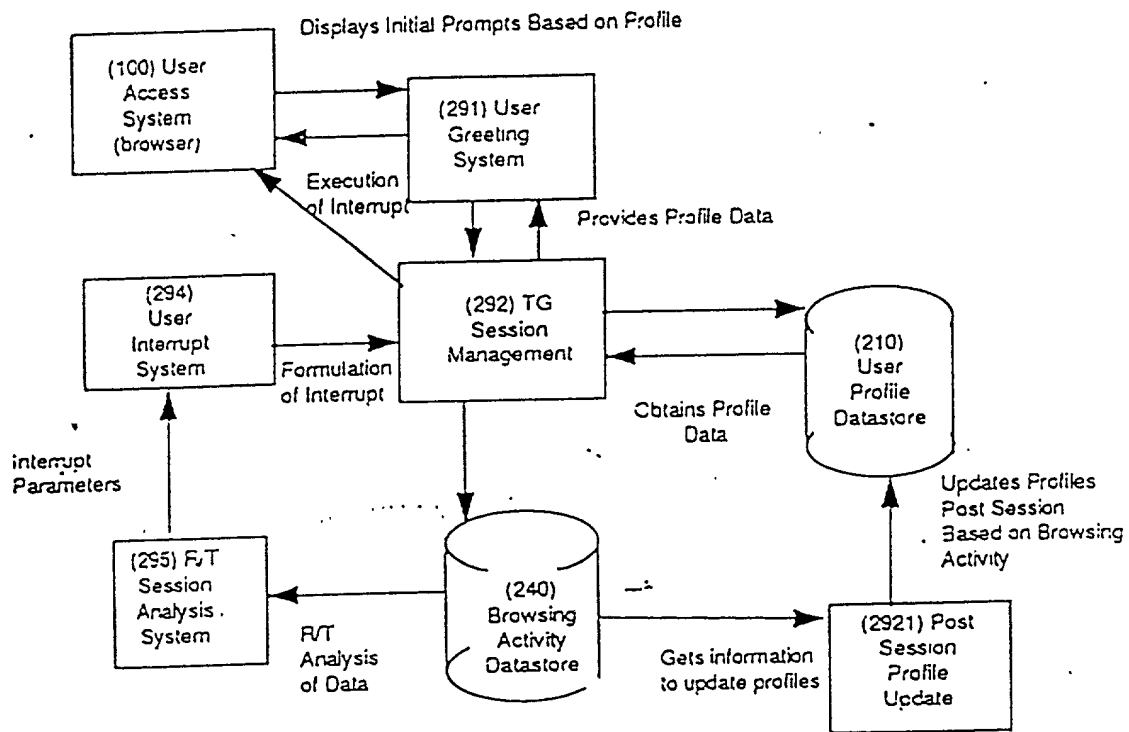 Displays Initial Prompts Based on Profile
(100) User
Access
System
(browser)
(291) User
Greeting
System
Execution
of Interrupt
Provides Profile Data
(294)
User
Interrupt
System
(292) TG
Session
Management
(210)
User
Profile
Datastore
Formulation
of Interrupt
Obtains Profile
Data
Interrupt
Parameters
Updates Profiles
Post Session
Based on Browsing
Activity
(295) R/T
Session
Analysis
System
(240)
Browsing
Activity
Datastore
(2921) Post
Session
Profile
Update
R/T
Analysis
of Data
Gets information
to update profiles